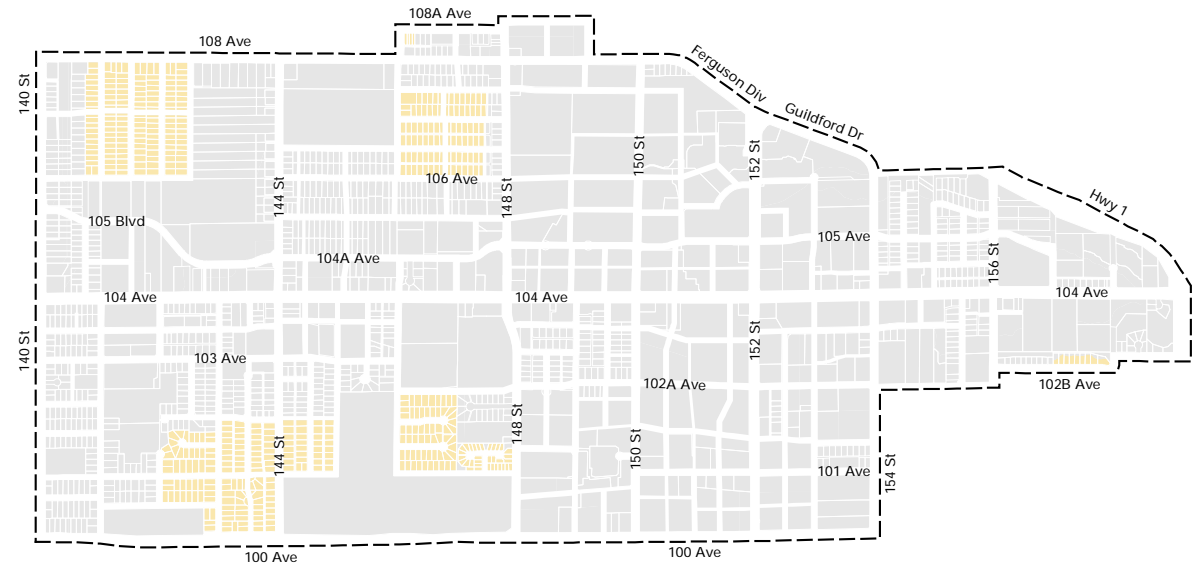 108A Ave
108 Ave
Ferguson Div
140 St
Guildford Dr
150 St
152 St
106 Ave
144 St
148 St
Hwy 1
105 Blvd
105 Ave
104A Ave
156 St
104 Ave
104 Ave
104 Ave
140 St
152 St
103 Ave
102A Ave
102B Ave
148 St
144 St
150 St
101 Ave
154 St
100 Ave
100 Ave